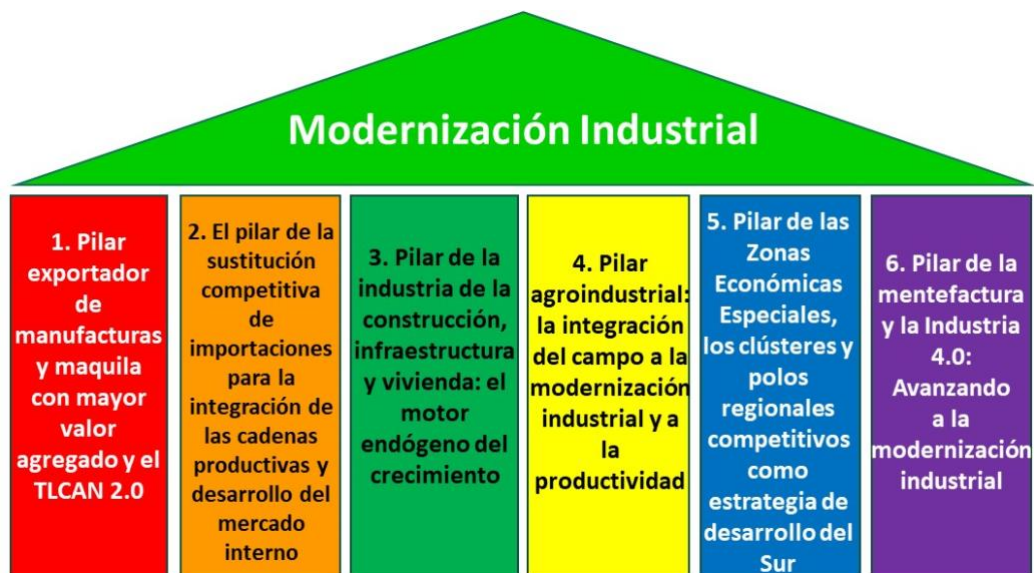 Modernización Industrial
1. Pilar
exportador
de
manufacturas
y maquila
con mayor
valor
agregado y el
TLCAN 2.0
2. El pilar de la
sustitución
competitiva
de
importaciones
para la
integración de
las cadenas
productivas y
desarrollo del
mercado
interno
3. Pilar de la
industria de la
construcción,
infraestructura
y vivienda: el
motor
endógeno del
crecimiento
4. Pilar
agroindustrial:
la integración
del campo a la
modernización
industrial y a
la
productividad
5. Pilar de las
Zonas
Económicas
Especiales,
los clústeres y
polos
regionales
competitivos
como
estrategia de
desarrollo del
Sur
6. Pilar de la
mentefactura
y la Industria
4.0:
Avanzando
a la
modernización
industrial